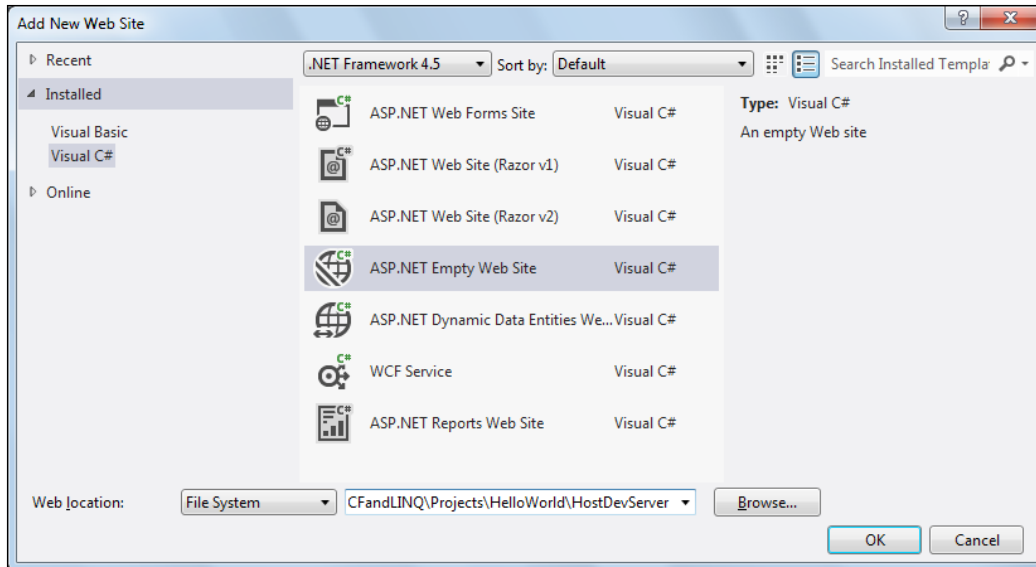 Add New Web Site
Recent
Installed
Visual Basic
Visual C#
Online
.NET Framework 4.5 Sort by: Default Search Installed Templa
ASP.NET Web Forms Site Visual C#
ASP.NET Web Site (Razor v1) Visual C#
ASP.NET Web Site (Razor v2) Visual C#
ASP.NET Empty Web Site Visual C#
ASP.NET Dynamic Data Entities We... Visual C#
WCF Service Visual C#
ASP.NET Reports Web Site Visual C#
Type: Visual C#
An empty Web site
Web location: File System CFandLINQ\Projects\HelloWorld\HostDevServer Browse...
OK Cancel